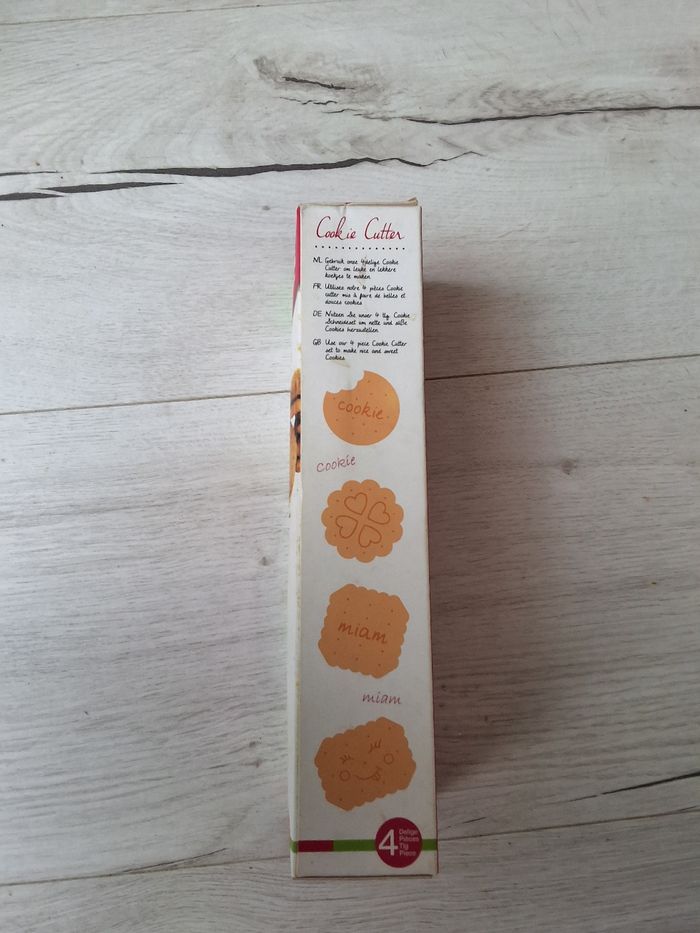 Cookie Cutter
NL Gebruik onze 4 delige Cookie
Cutter om leuke en lekkere
koekjes te maken.
FR Utilisez notre 4 pièces Cookie
cutter mis à faire de belles et
douces cookies
DE Nutzen Sie unser 4 tlg. Cookie
Schneideset um nette und süße
Cookies herzustellen
GB Use our 4 piece Cookie Cutter
set to make nice and sweet
Cookies
cookie
cookie
miam
miam
4 Delige
Pièces
Tlg
Piece